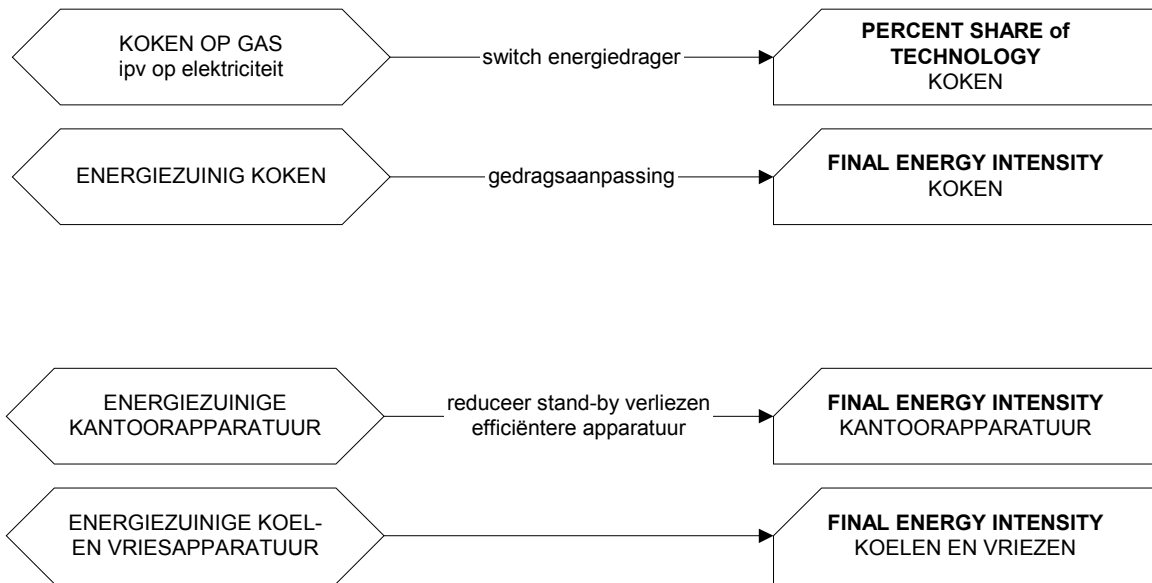 KOKEN OP GAS
ipv op elektriciteit
switch energiedrager
PERCENT SHARE of
TECHNOLOGY
KOKEN
ENERGIEZUINIG KOKEN
gedragsaanpassing
FINAL ENERGY INTENSITY
KOKEN
ENERGIEZUINIGE
KANTOORAPPARATUUR
reduceer stand-by verliezen
efficiëntere apparatuur
FINAL ENERGY INTENSITY
KANTOORAPPARATUUR
ENERGIEZUINIGE KOEL-
EN VRIESAPPARATUUR
FINAL ENERGY INTENSITY
KOELEN EN VRIEZEN